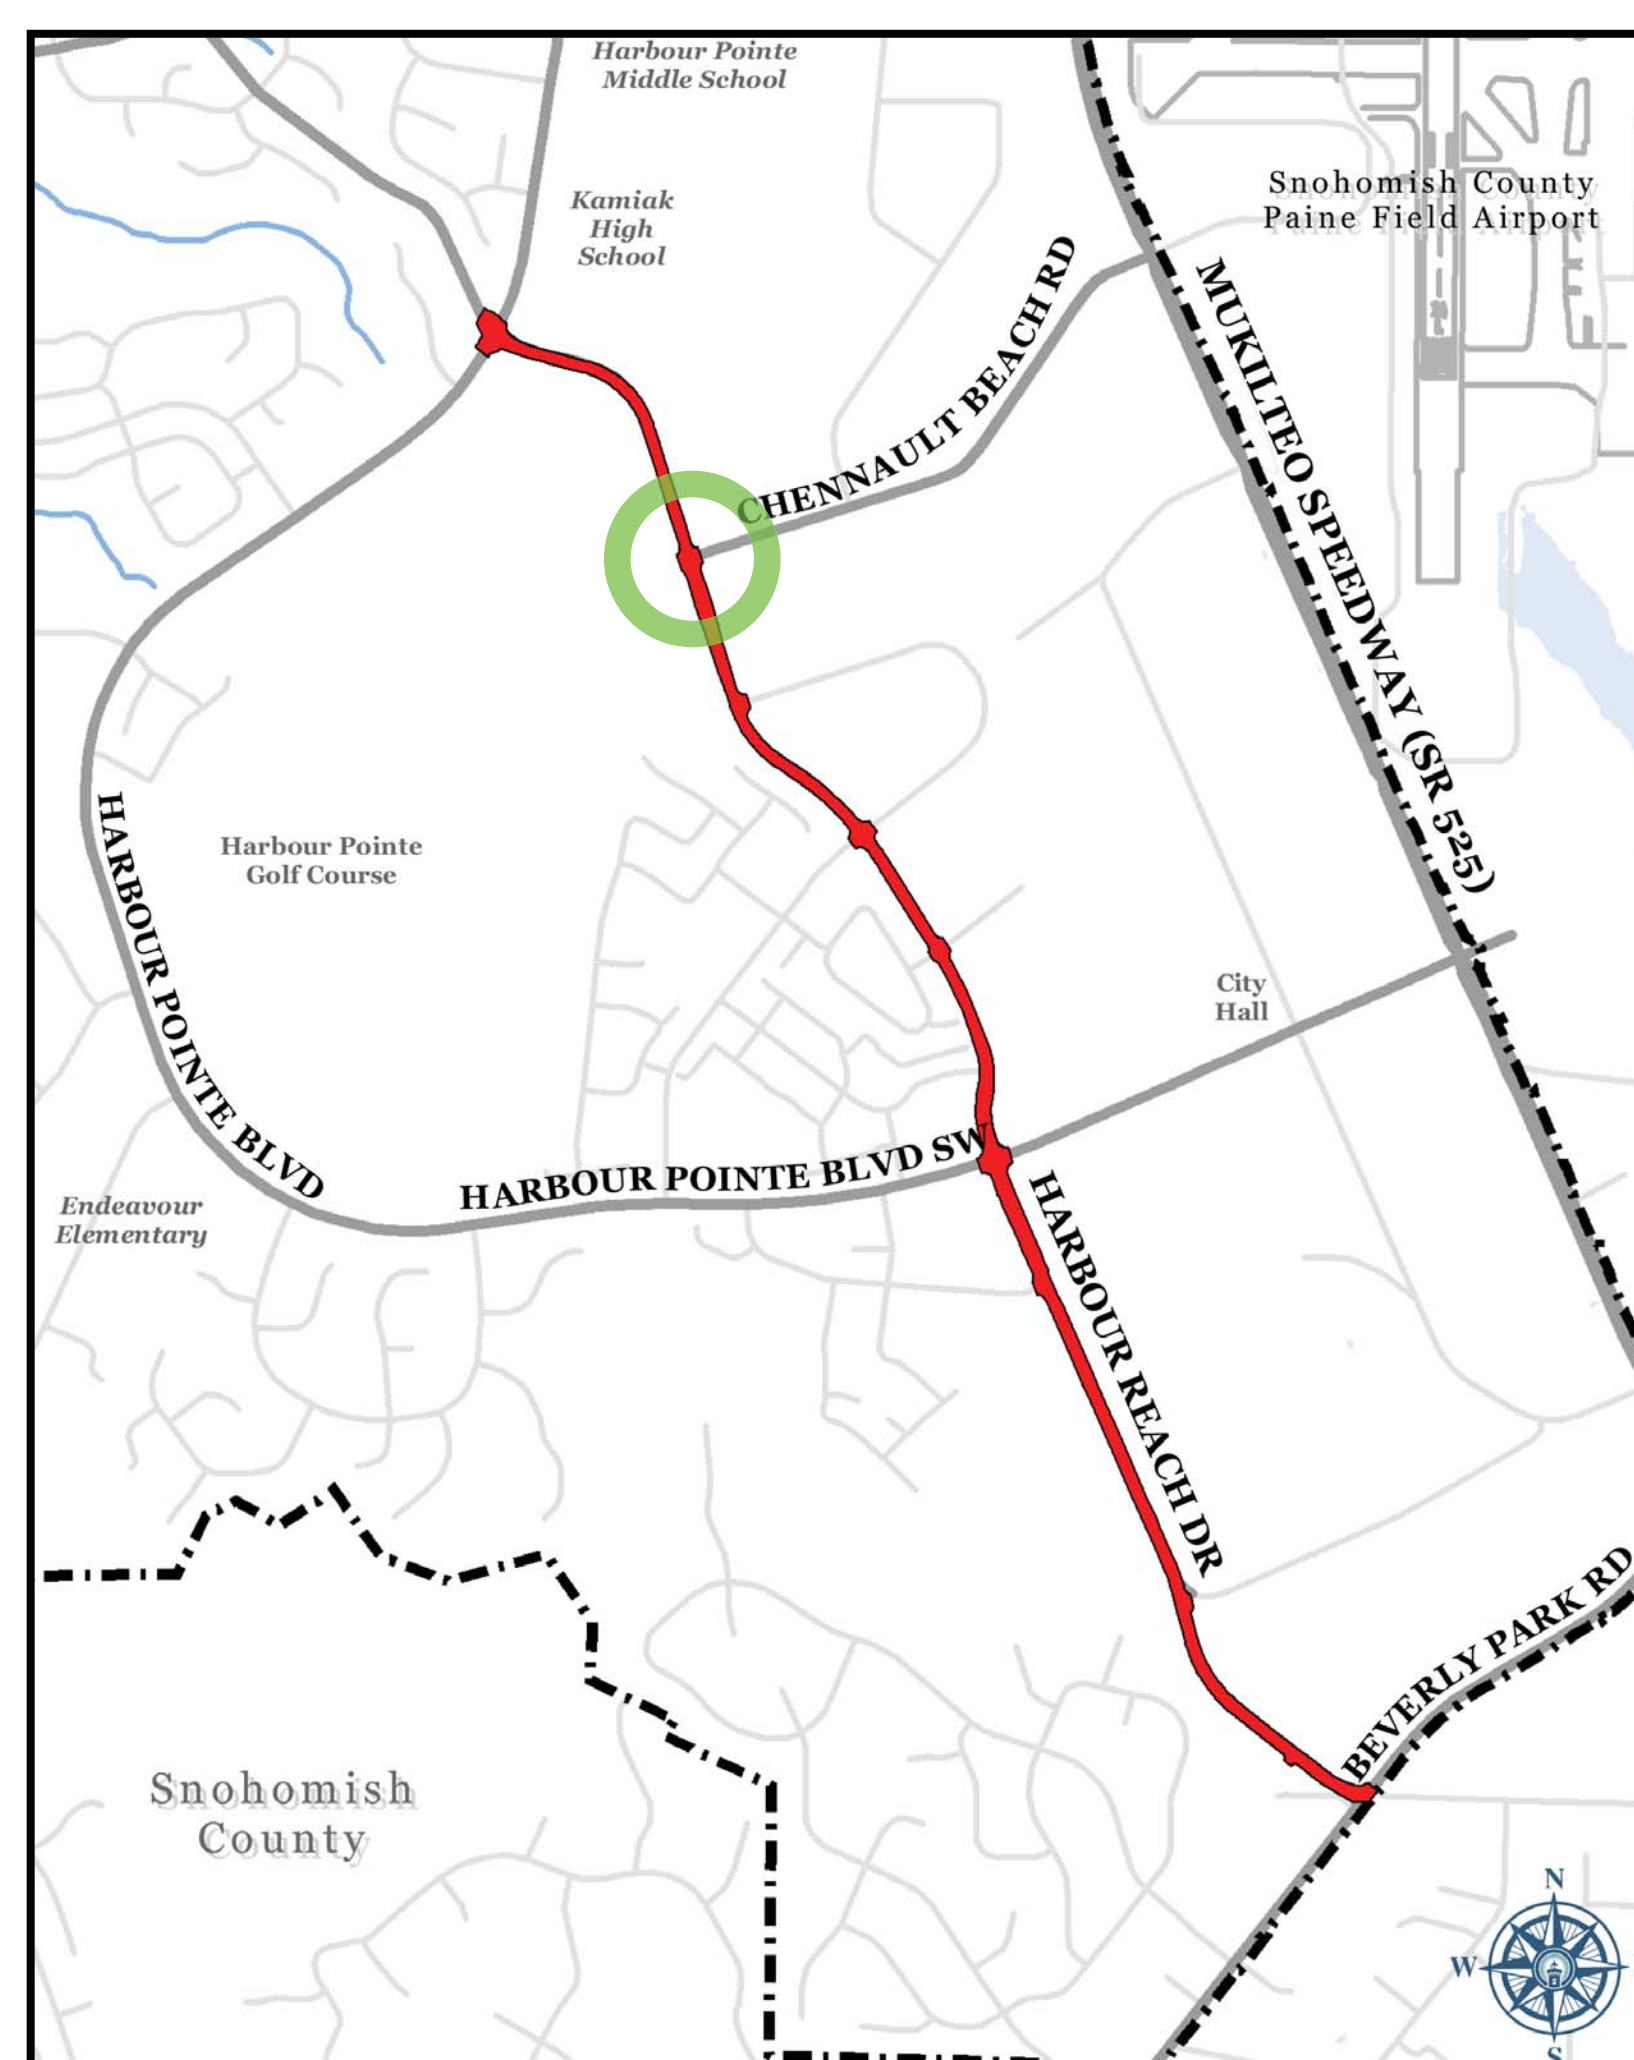 Harbour Pointe
Middle School
Kamiak
High
School
Snohomish County
Paine Field Airport
CHENNAULT BEACH RD
MUKILTEO SPEEDWAY (SR 525)
HARBOUR POINTE BLVD
Harbour Pointe
Golf Course
City
Hall
HARBOUR POINTE BLVD SW
Endeavour
Elementary
HARBOUR REACH DR
BEVERLY PARK RD
Snohomish
County
N
W
S